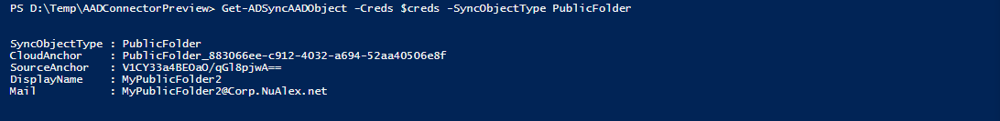 PS D:\Temp\AADConnectorPreview> Get-ADSyncAADObject -Creds $creds -SyncObjectType PublicFolder
SyncObjectType : PublicFolder
CloudAnchor : PublicFolder_883066ee-c912-4032-a694-52aa40506e8f
SourceAnchor : V1CY33a4BEOaO/qGl8pjwA==
DisplayName : MyPublicFolder2
Mail : MyPublicFolder2@Corp.NuAlex.net